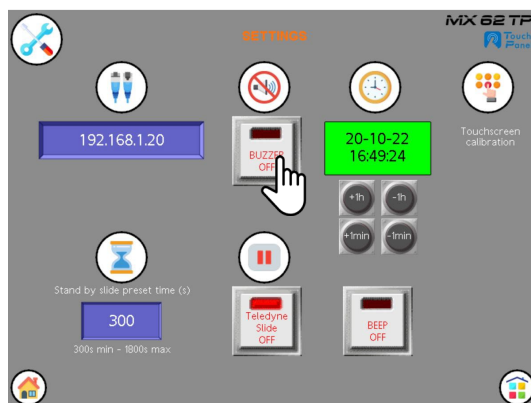 SETTINGS
MX 62 TP
Touch
Panel
192.168.1.20
BUZZER
OFF
20-10-22
16:49:24
Touchscreen
calibration
+1h
-1h
+1min
-1min
Stand by slide preset time (s)
300
300s min - 1800s max
Teledyne
Slide
OFF
BEEP
OFF